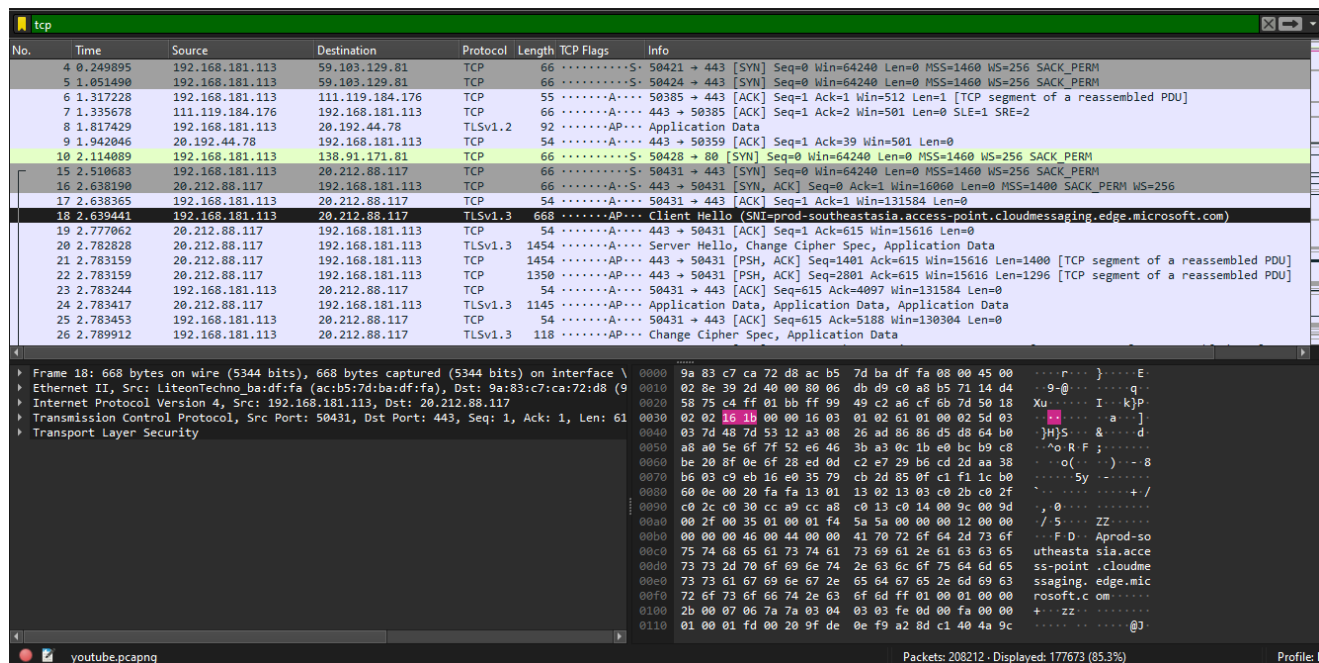 tcp
No. Time Source Destination Protocol Length TCP Flags Info
4 0.249895 192.168.181.113 59.103.129.81 TCP 66 ··········S· 50421 → 443 [SYN] Seq=0 Win=64240 Len=0 MSS=1460 WS=256 SACK_PERM
5 1.051490 192.168.181.113 59.103.129.81 TCP 66 ··········S· 50424 → 443 [SYN] Seq=0 Win=64240 Len=0 MSS=1460 WS=256 SACK_PERM
6 1.317228 192.168.181.113 111.119.184.176 TCP 55 ·······A···· 50385 → 443 [ACK] Seq=1 Ack=1 Win=512 Len=1 [TCP segment of a reassembled PDU]
7 1.335678 111.119.184.176 192.168.181.113 TCP 66 ·······A···· 443 → 50385 [ACK] Seq=1 Ack=2 Win=501 Len=0 SLE=1 SRE=2
8 1.817429 192.168.181.113 20.192.44.78 TLSv1.2 92 ·······AP··· Application Data
9 1.942046 20.192.44.78 192.168.181.113 TCP 54 ·······A···· 443 → 50359 [ACK] Seq=1 Ack=39 Win=501 Len=0
10 2.114089 192.168.181.113 138.91.171.81 TCP 66 ··········S· 50428 → 80 [SYN] Seq=0 Win=64240 Len=0 MSS=1460 WS=256 SACK_PERM
15 2.510683 192.168.181.113 20.212.88.117 TCP 66 ··········S· 50431 → 443 [SYN] Seq=0 Win=64240 Len=0 MSS=1460 WS=256 SACK_PERM
16 2.638190 20.212.88.117 192.168.181.113 TCP 66 ·······A··S· 443 → 50431 [SYN, ACK] Seq=0 Ack=1 Win=16060 Len=0 MSS=1400 SACK_PERM WS=256
17 2.638365 192.168.181.113 20.212.88.117 TCP 54 ·······A···· 50431 → 443 [ACK] Seq=1 Ack=1 Win=131584 Len=0
18 2.639441 192.168.181.113 20.212.88.117 TLSv1.3 668 ·······AP··· Client Hello (SNI=prod-southeastasia.access-point.cloudmessaging.edge.microsoft.com)
19 2.777062 20.212.88.117 192.168.181.113 TCP 54 ·······A···· 443 → 50431 [ACK] Seq=1 Ack=615 Win=15616 Len=0
20 2.782828 20.212.88.117 192.168.181.113 TLSv1.3 1454 ·······A···· Server Hello, Change Cipher Spec, Application Data
21 2.783159 20.212.88.117 192.168.181.113 TCP 1454 ·······AP··· 443 → 50431 [PSH, ACK] Seq=1401 Ack=615 Win=15616 Len=1400 [TCP segment of a reassembled PDU]
22 2.783159 20.212.88.117 192.168.181.113 TCP 1350 ·······AP··· 443 → 50431 [PSH, ACK] Seq=2801 Ack=615 Win=15616 Len=1296 [TCP segment of a reassembled PDU]
23 2.783244 192.168.181.113 20.212.88.117 TCP 54 ·······A···· 50431 → 443 [ACK] Seq=615 Ack=4097 Win=131584 Len=0
24 2.783417 20.212.88.117 192.168.181.113 TLSv1.3 1145 ·······AP··· Application Data, Application Data, Application Data
25 2.783453 192.168.181.113 20.212.88.117 TCP 54 ·······A···· 50431 → 443 [ACK] Seq=615 Ack=5188 Win=130304 Len=0
26 2.789912 192.168.181.113 20.212.88.117 TLSv1.3 118 ·······AP··· Change Cipher Spec, Application Data
Frame 18: 668 bytes on wire (5344 bits), 668 bytes captured (5344 bits) on interface \
Ethernet II, Src: LiteonTechno_ba:df:fa (ac:b5:7d:ba:df:fa), Dst: 9a:83:c7:ca:72:d8 (9
Internet Protocol Version 4, Src: 192.168.181.113, Dst: 20.212.88.117
Transmission Control Protocol, Src Port: 50431, Dst Port: 443, Seq: 1, Ack: 1, Len: 61
Transport Layer Security
0000 9a 83 c7 ca 72 d8 ac b5 7d ba df fa 08 00 45 00 ····r··· }·····E·
0010 02 8e 39 2d 40 00 80 06 db d9 c0 a8 b5 71 14 d4 ··9-@··· ·····q··
0020 58 75 c4 ff 01 bb ff 99 49 c2 a6 cf 6b 7d 50 18 Xu······ I···k}P·
0030 02 02 16 1b 00 00 16 03 01 02 61 01 00 02 5d 03 ········ ··a···]·
0040 03 7d 48 7d 53 12 a3 08 26 ad 86 86 d5 d8 64 b0 ·}H}S··· &·····d·
0050 a8 a0 5e 6f 7f 52 e6 46 3b a3 0c 1b e0 bc b9 c8 ··^o·R·F ;·······
0060 be 20 8f 0e 6f 28 ed 0d c2 e7 29 b6 cd 2d aa 38 · ··o(·· ··)··-·8
0070 b6 03 c9 eb 16 e0 35 79 cb 2d 85 0f c1 f1 1c b0 ······5y ·-······
0080 60 0e 00 20 fa fa 13 01 13 02 13 03 c0 2b c0 2f `·· ···· ·····+·/
0090 c0 2c c0 30 cc a9 cc a8 c0 13 c0 14 00 9c 00 9d ·,·0···· ········
00a0 00 2f 00 35 01 00 01 f4 5a 5a 00 00 00 12 00 00 ·/·5···· ZZ······
00b0 00 00 00 46 00 44 00 00 41 70 72 6f 64 2d 73 6f ···F·D·· Aprod-so
00c0 75 74 68 65 61 73 74 61 73 69 61 2e 61 63 63 65 utheasta sia.acce
00d0 73 73 2d 70 6f 69 6e 74 2e 63 6c 6f 75 64 6d 65 ss-point .cloudme
00e0 73 73 61 67 69 6e 67 2e 65 64 67 65 2e 6d 69 63 ssaging. edge.mic
00f0 72 6f 73 6f 66 74 2e 63 6f 6d ff 01 00 01 00 00 rosoft.c om······
0100 2b 00 07 06 7a 7a 03 04 03 03 fe 0d 00 fa 00 00 +···zz·· ········
0110 01 00 01 fd 00 20 9f de 0e f9 a2 8d c1 40 4a 9c ····· ·· ·····@J·
youtube.pcapng Packets: 208212 · Displayed: 177673 (85.3%) Profile: